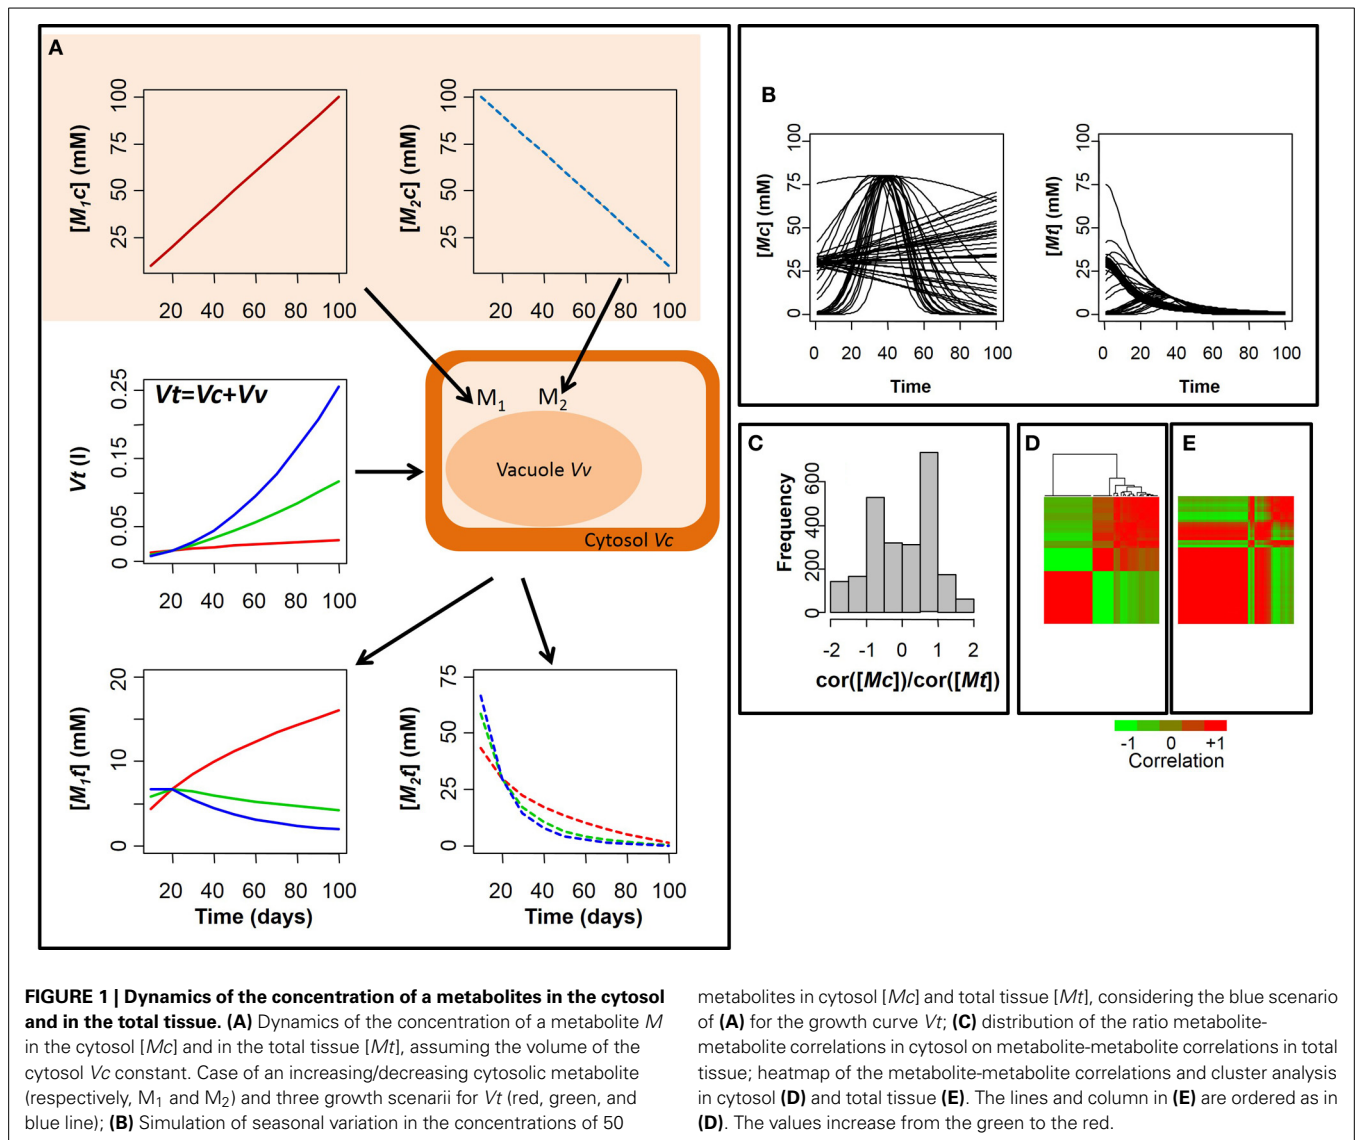 A
[M1c] (mM)
100
75
50
25
20 40 60 80 100
[M2c] (mM)
100
75
50
25
20 40 60 80 100
Vt=Vc+Vv
Vt (l)
0.25
0.15
0.05
0
20 40 60 80 100
M1 M2
Vacuole Vv
Cytosol Vc
[M1t] (mM)
20
10
0
20 40 60 80 100
Time (days)
[M2t] (mM)
75
50
25
0
20 40 60 80 100
Time (days)
B
[Mc] (mM)
100
75
50
25
0
0 20 40 60 80 100
Time
[Mt] (mM)
100
75
50
25
0
0 20 40 60 80 100
Time
C
Frequency
600
400
200
0
-2 -1 0 1 2
cor([Mc])/cor([Mt])
D
E
-1 0 +1
Correlation
FIGURE 1 | Dynamics of the concentration of a metabolites in the cytosol
and in the total tissue. (A) Dynamics of the concentration of a metabolite M
in the cytosol [Mc] and in the total tissue [Mt], assuming the volume of the
cytosol Vc constant. Case of an increasing/decreasing cytosolic metabolite
(respectively, M1 and M2) and three growth scenarii for Vt (red, green, and
blue line); (B) Simulation of seasonal variation in the concentrations of 50
metabolites in cytosol [Mc] and total tissue [Mt], considering the blue scenario
of (A) for the growth curve Vt; (C) distribution of the ratio metabolite-
metabolite correlations in cytosol on metabolite-metabolite correlations in total
tissue; heatmap of the metabolite-metabolite correlations and cluster analysis
in cytosol (D) and total tissue (E). The lines and column in (E) are ordered as in
(D). The values increase from the green to the red.